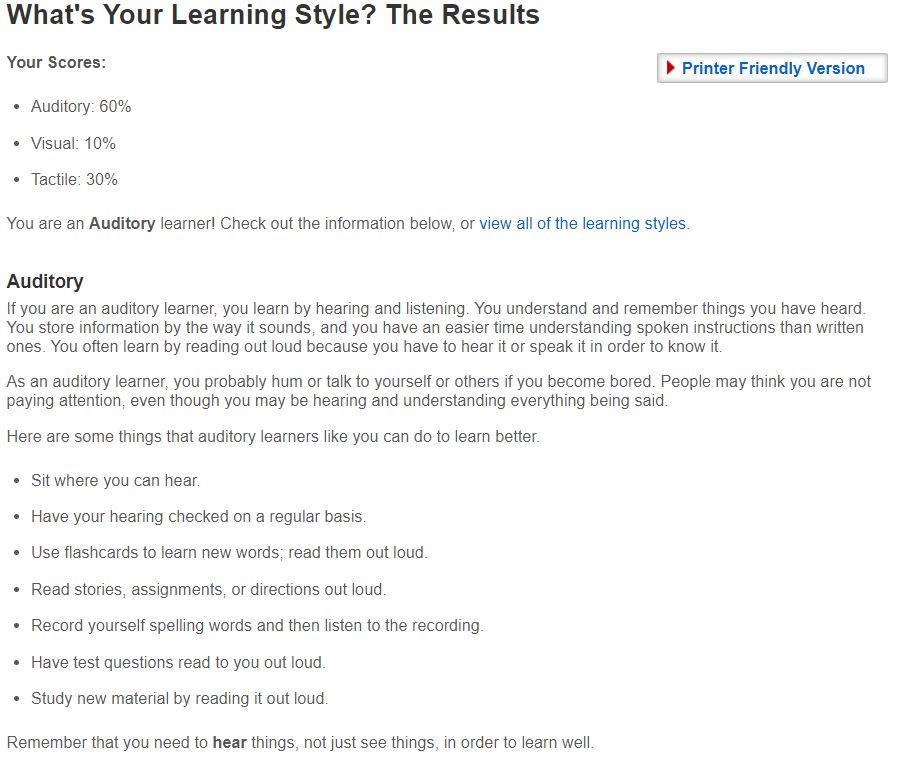 What's Your Learning Style? The Results
Your Scores:
Printer Friendly Version
• Auditory: 60%
• Visual: 10%
• Tactile: 30%
You are an Auditory learner! Check out the information below, or view all of the learning styles.
Auditory
If you are an auditory learner, you learn by hearing and listening. You understand and remember things you have heard.
You store information by the way it sounds, and you have an easier time understanding spoken instructions than written
ones. You often learn by reading out loud because you have to hear it or speak it in order to know it.
As an auditory learner, you probably hum or talk to yourself or others if you become bored. People may think you are not
paying attention, even though you may be hearing and understanding everything being said.
Here are some things that auditory learners like you can do to learn better.
• Sit where you can hear.
• Have your hearing checked on a regular basis.
• Use flashcards to learn new words; read them out loud.
• Read stories, assignments, or directions out loud.
• Record yourself spelling words and then listen to the recording.
• Have test questions read to you out loud.
• Study new material by reading it out loud.
Remember that you need to hear things, not just see things, in order to learn well.